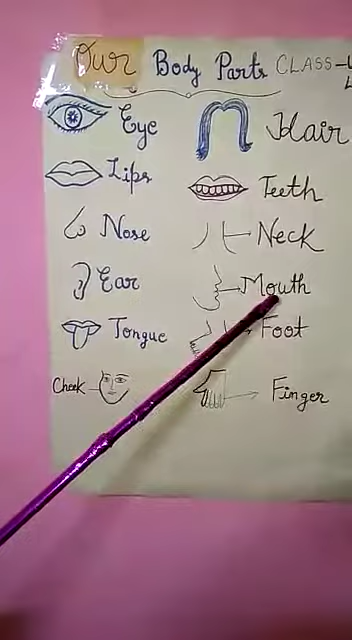 Our Body Parts CLASS-
Eye Hair
Lips Teeth
Nose Neck
Ear Mouth
Tongue Foot
Cheek Finger